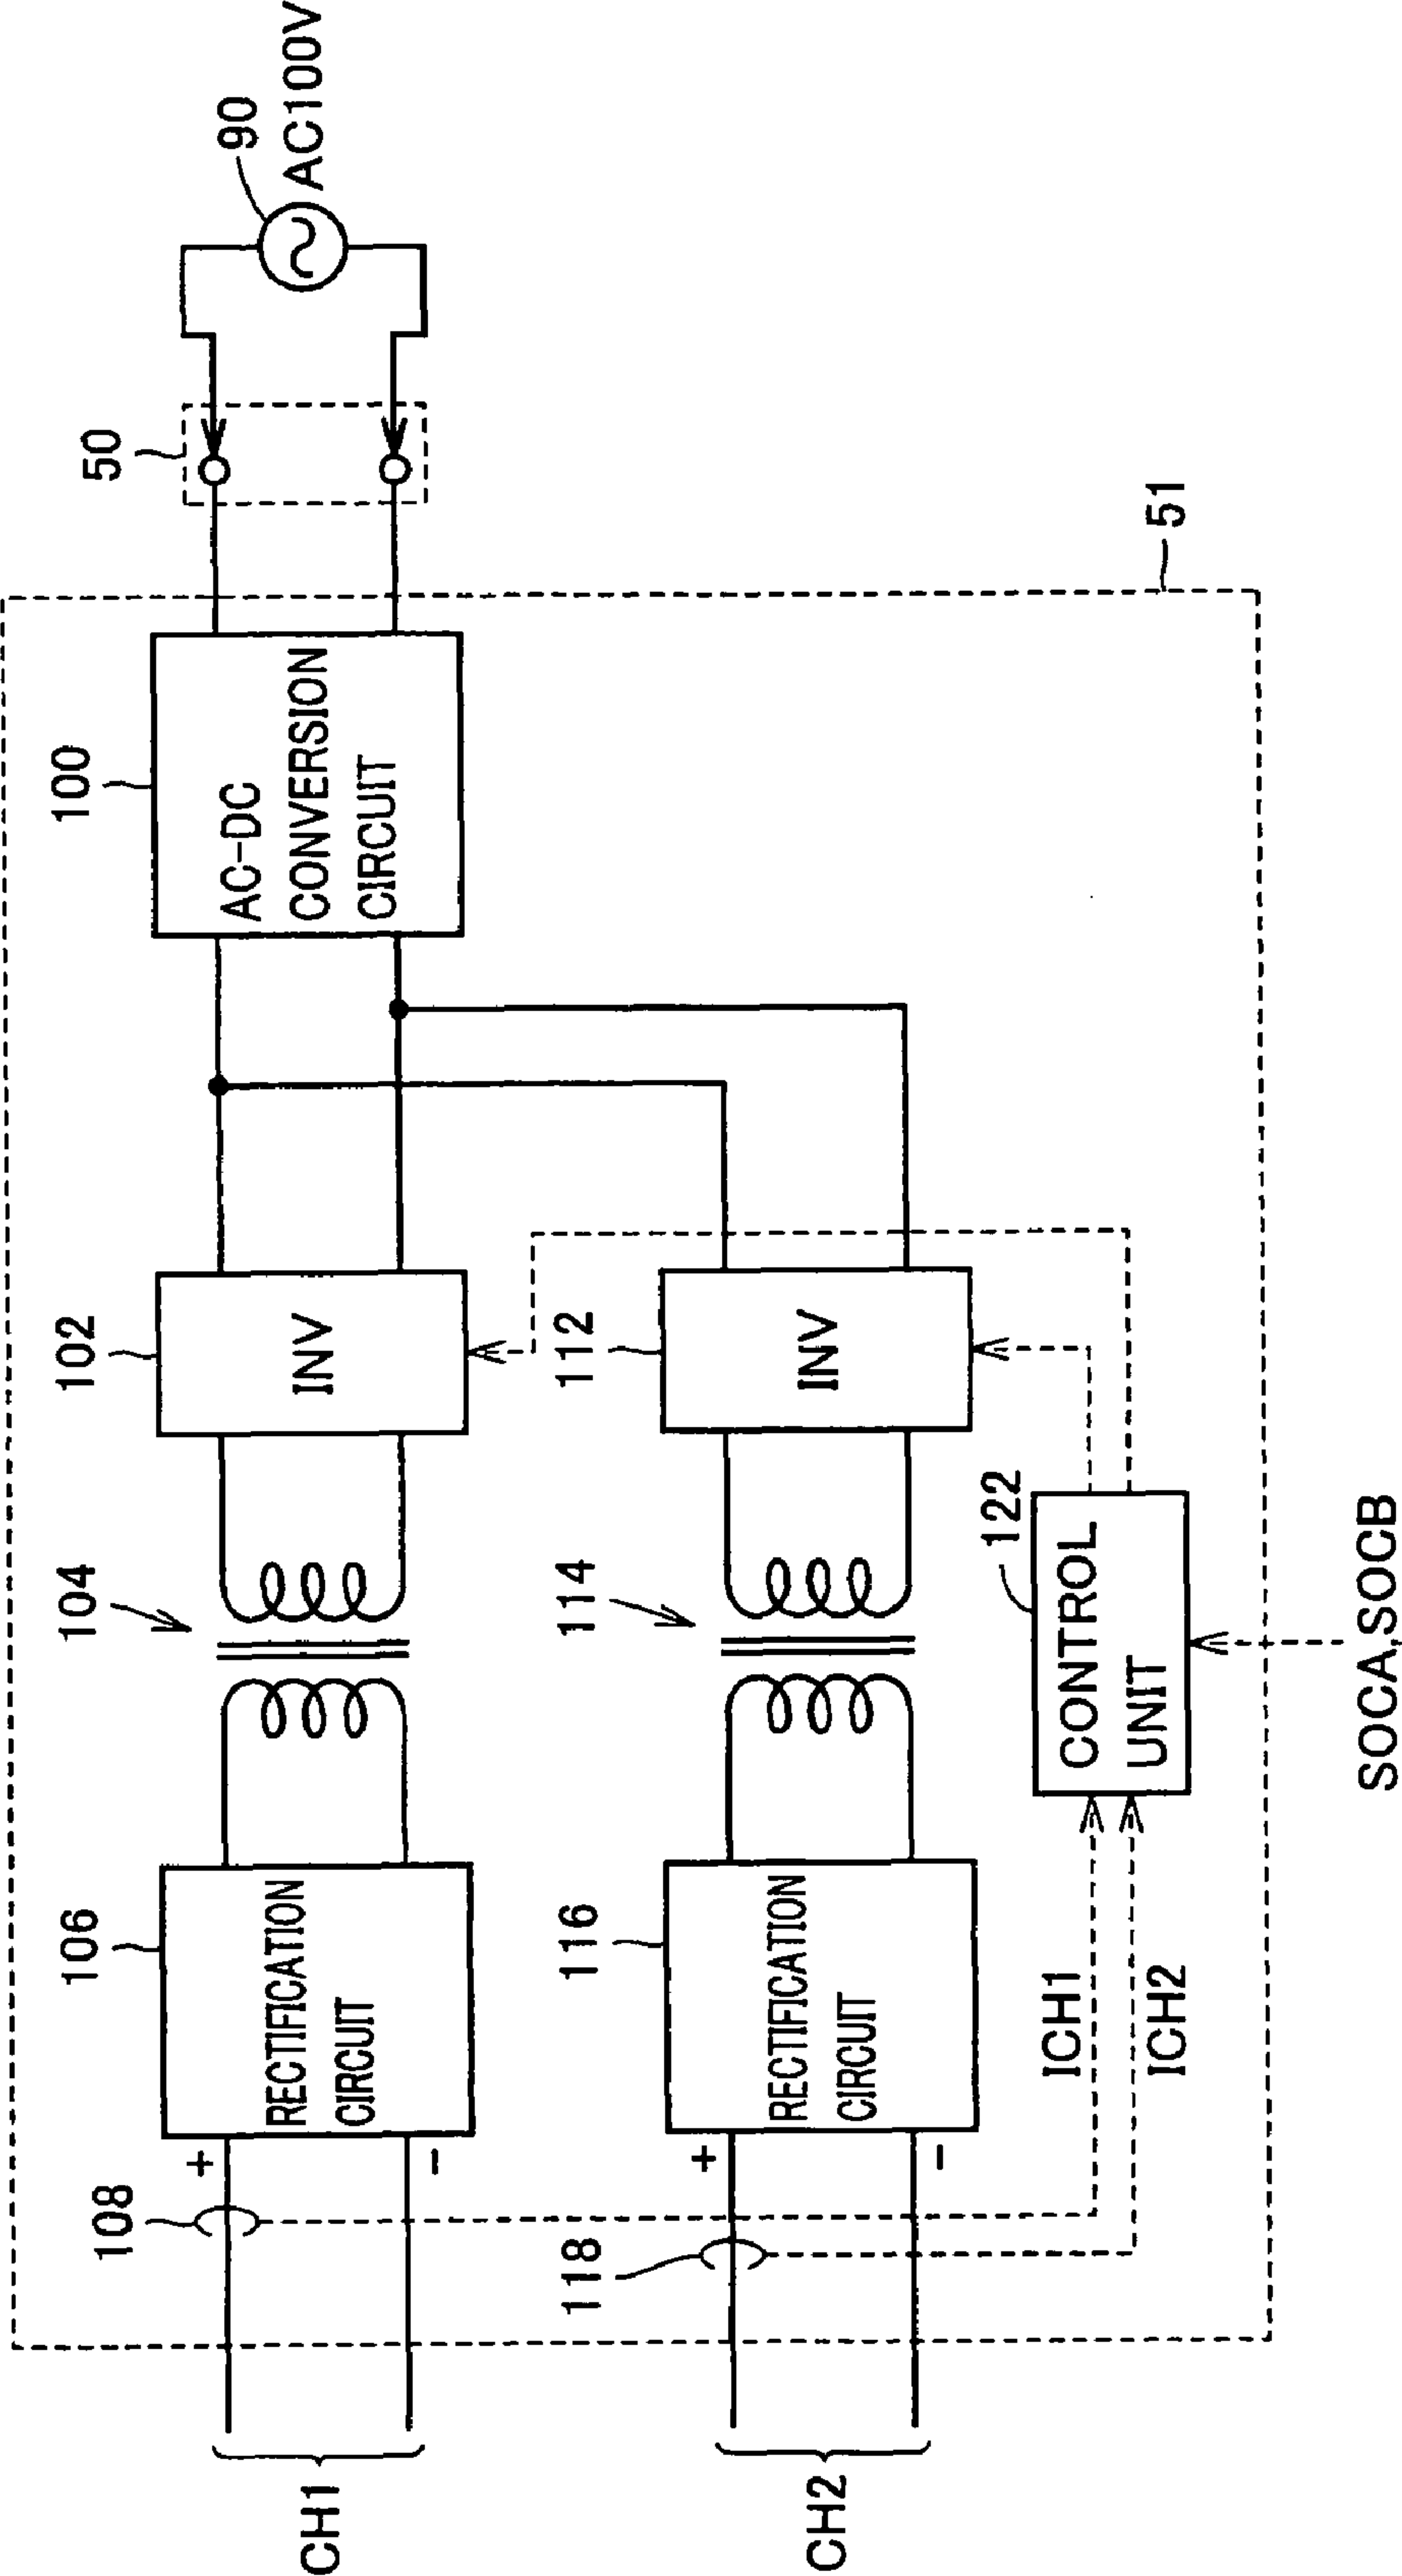 90
AC100V
50
51
100
AC-DC
CONVERSION
CIRCUIT
102
INV
112
INV
104
114
122
CONTROL
UNIT
SOCA,SOCB
106
RECTIFICATION
CIRCUIT
116
RECTIFICATION
CIRCUIT
ICH1
ICH2
+
-
+
-
108
118
CH1
CH2